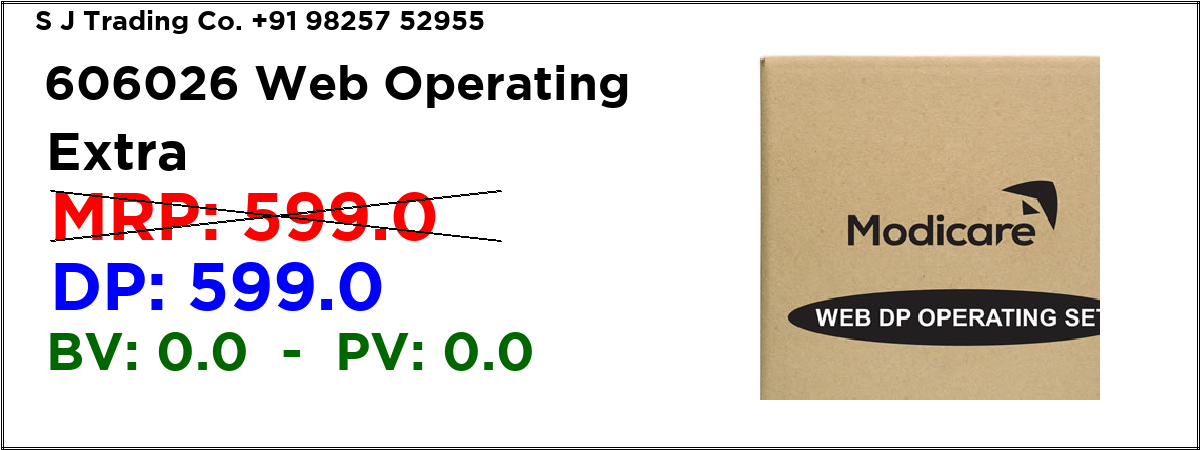 S J Trading Co. +91 98257 52955
606026 Web Operating
Extra
MRP: 599.0
DP: 599.0
BV: 0.0 - PV: 0.0
Modicare
WEB DP OPERATING SET